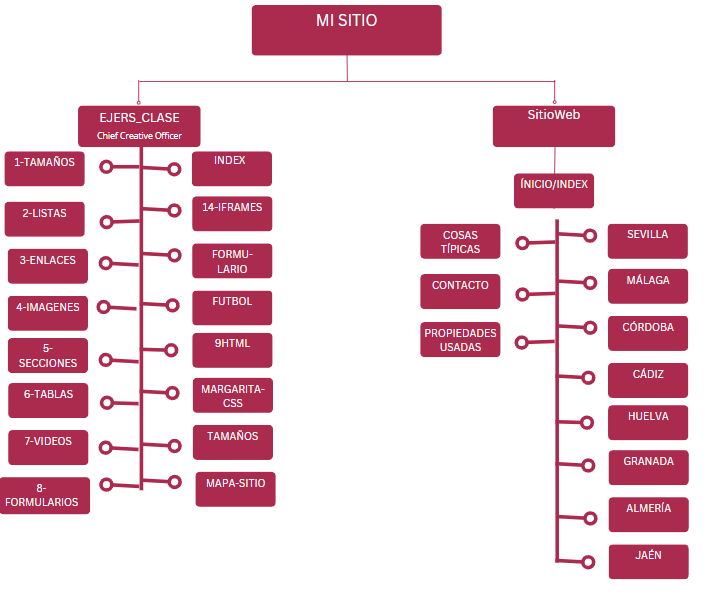 MI SITIO
EJERS_CLASE
Chief Creative Officer
1-TAMAÑOS
2-LISTAS
3-ENLACES
4-IMAGENES
5-
SECCIONES
6-TABLAS
7-VIDEOS
8-
FORMULARIOS
INDEX
14-IFRAMES
FORMU-
LARIO
FUTBOL
9HTML
MARGARITA-
CSS
TAMAÑOS
MAPA-SITIO
SitioWeb
ÍNICIO/INDEX
COSAS
TÍPICAS
CONTACTO
PROPIEDADES
USADAS
SEVILLA
MÁLAGA
CÓRDOBA
CÁDIZ
HUELVA
GRANADA
ALMERÍA
JAÉN